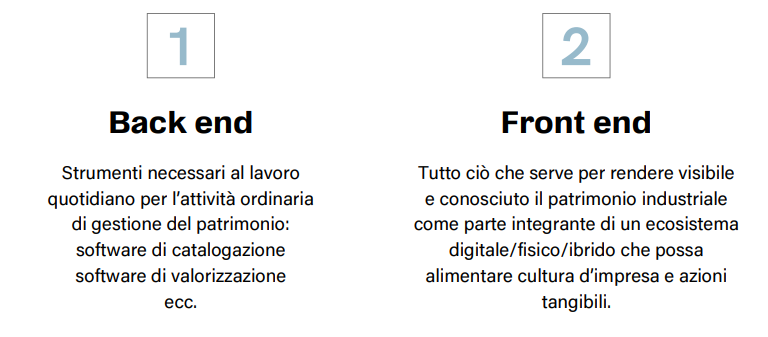 1
Back end
Strumenti necessari al lavoro
quotidiano per l'attività ordinaria
di gestione del patrimonio:
software di catalogazione
software di valorizzazione
ecc.
2
Front end
Tutto ciò che serve per rendere visibile
e conosciuto il patrimonio industriale
come parte integrante di un ecosistema
digitale/fisico/ibrido che possa
alimentare cultura d'impresa e azioni
tangibili.